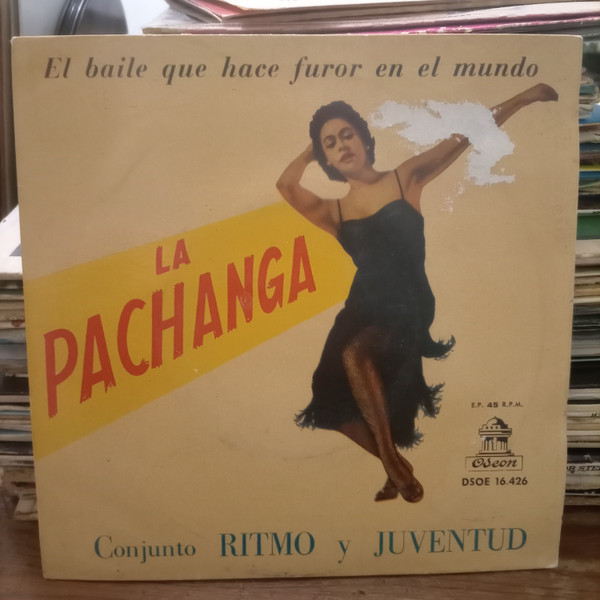 El baile que hace furor en el mundo
LA
PACHANGA
E.P. 45 R.P.M.
Odeon
DSOE 16.426
Conjunto RITMO y JUVENTUD